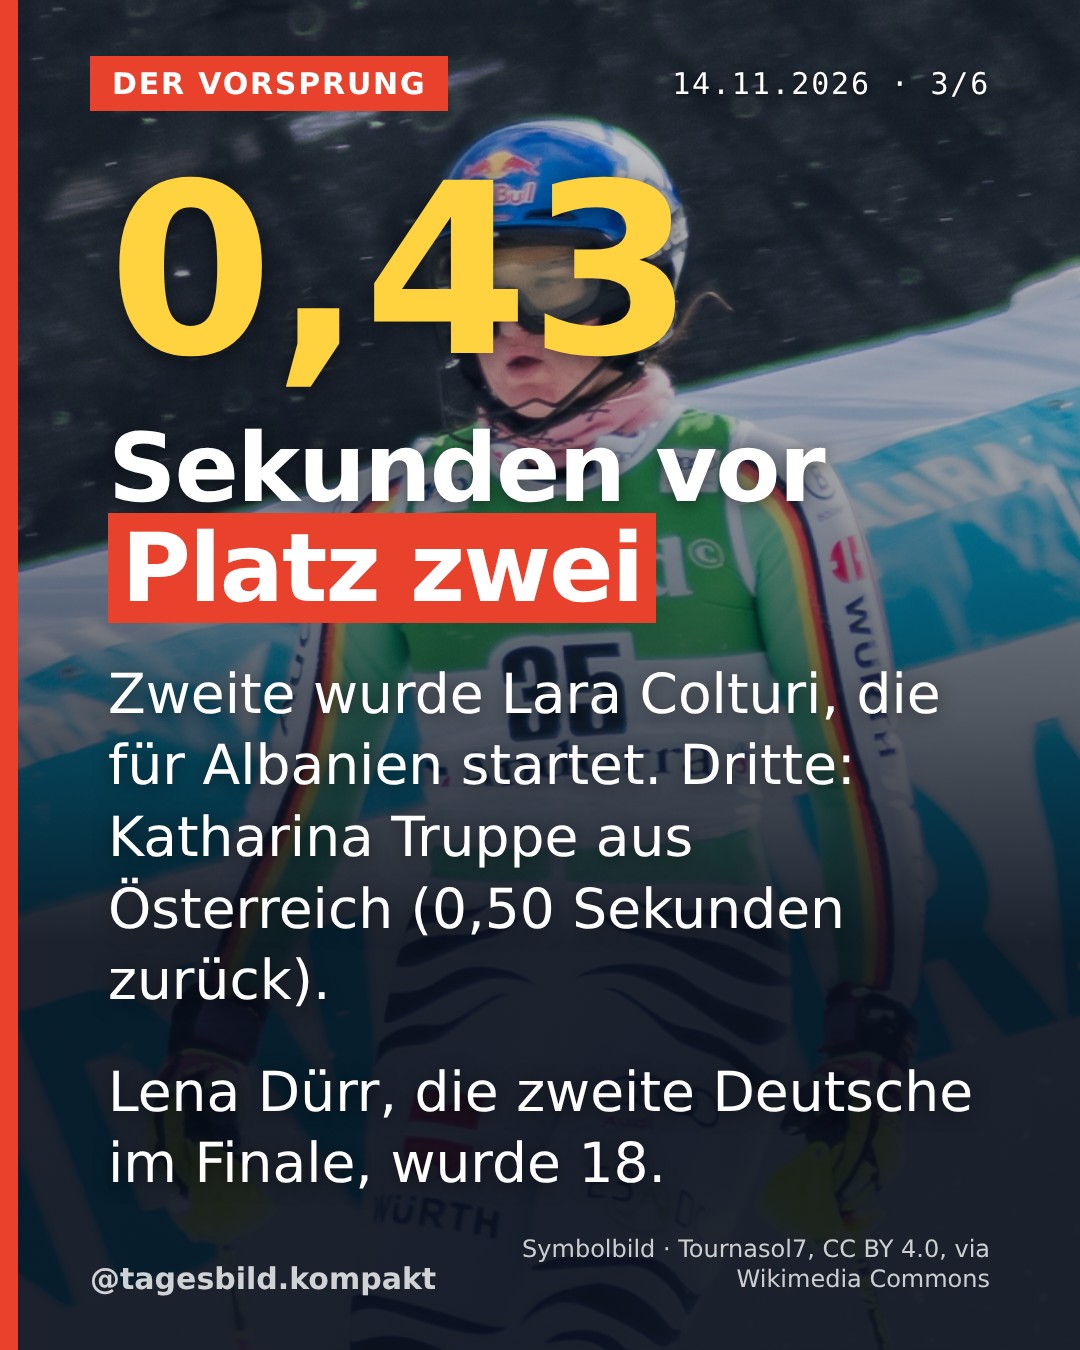 DER VORSPRUNG
14.11.2026 · 3/6
0,43
Sekunden vor
Platz zwei
Zweite wurde Lara Colturi, die
für Albanien startet. Dritte:
Katharina Truppe aus
Österreich (0,50 Sekunden
zurück).
Lena Dürr, die zweite Deutsche
im Finale, wurde 18.
WÜRTH
WÜRTH
@tagesbild.kompakt
Symbolbild · Tournasol7, CC BY 4.0, via
Wikimedia Commons